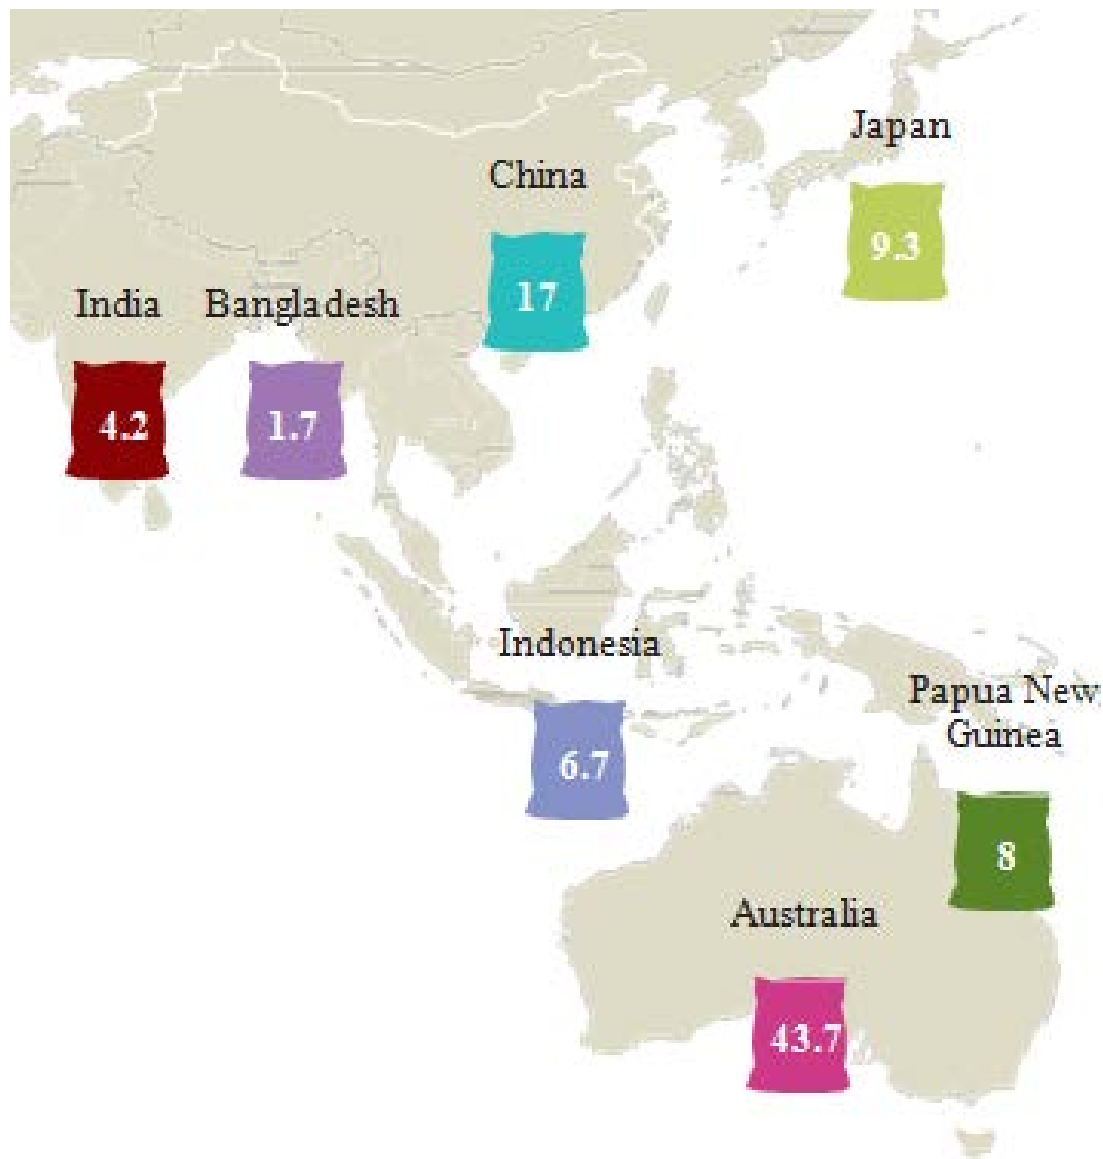 Japan
9.3
China
17
India
4.2
Bangladesh
1.7
Indonesia
6.7
Papua New
Guinea
8
Australia
43.7